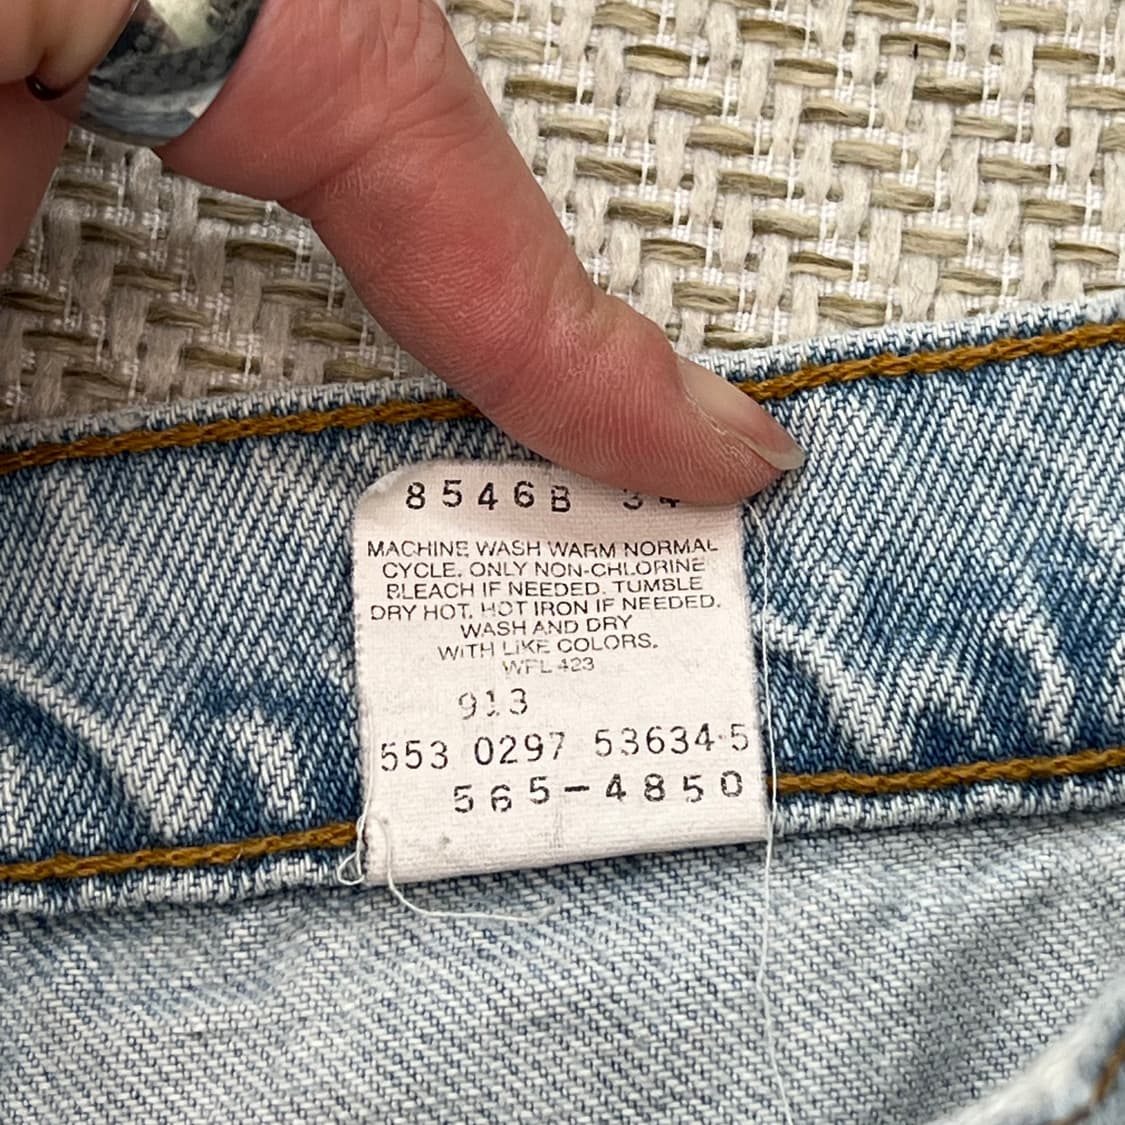 8546B 34
MACHINE WASH WARM NORMAL
CYCLE. ONLY NON-CHLORINE
BLEACH IF NEEDED. TUMBLE
DRY HOT. HOT IRON IF NEEDED.
WASH AND DRY
WITH LIKE COLORS.
WPL 423
913
553 0297 53634-5
565-4850